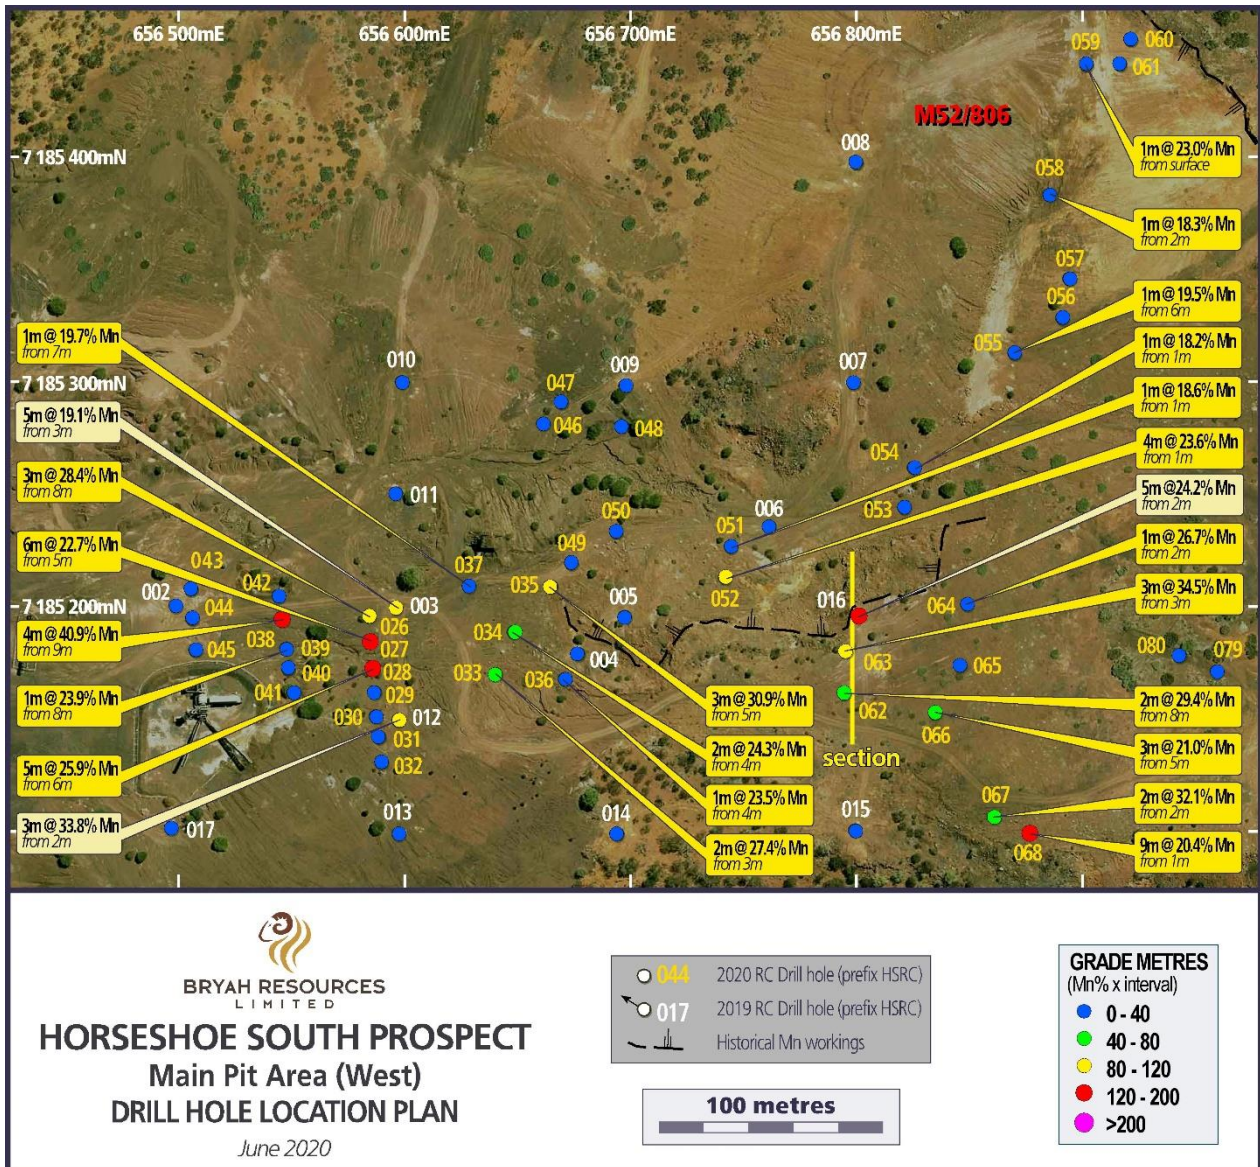 656 500mE
656 600mE
656 700mE
656 800mE
059
060
061
M52/806
008
7 185 400mN
1m @ 23.0% Mn
from surface
058
1m @ 18.3% Mn
from 2m
057
056
1m @ 19.5% Mn
from 6m
1m @ 19.7% Mn
from 7m
055
1m @ 18.2% Mn
from 1m
010
009
007
047
7 185 300mN
1m @ 18.6% Mn
from 1m
5m @ 19.1% Mn
from 3m
046
048
4m @ 23.6% Mn
from 1m
054
3m @ 28.4% Mn
from 8m
011
5m @24.2% Mn
from 2m
050
006
051
053
6m @ 22.7% Mn
from 5m
049
1m @ 26.7% Mn
from 2m
043
042
037
035
002
003
052
016
064
3m @ 34.5% Mn
from 3m
7 185 200mN
044
026
005
4m @ 40.9% Mn
from 9m
038
039
027
034
004
063
065
080
079
045
040
028
033
036
1m @ 23.9% Mn
from 8m
041
029
3m @ 30.9% Mn
from 5m
062
2m @ 29.4% Mn
from 8m
030
012
066
031
2m @ 24.3% Mn
from 4m
section
3m @ 21.0% Mn
from 5m
5m @ 25.9% Mn
from 6m
032
1m @ 23.5% Mn
from 4m
067
2m @ 32.1% Mn
from 2m
3m @ 33.8% Mn
from 2m
017
013
014
015
068
2m @ 27.4% Mn
from 3m
9m @ 20.4% Mn
from 1m
BRYAH RESOURCES
LIMITED
HORSESHOE SOUTH PROSPECT
Main Pit Area (West)
DRILL HOLE LOCATION PLAN
June 2020
044 2020 RC Drill hole (prefix HSRC)
017 2019 RC Drill hole (prefix HSRC)
Historical Mn workings
100 metres
GRADE METRES
(Mn% x interval)
0 - 40
40 - 80
80 - 120
120 - 200
>200